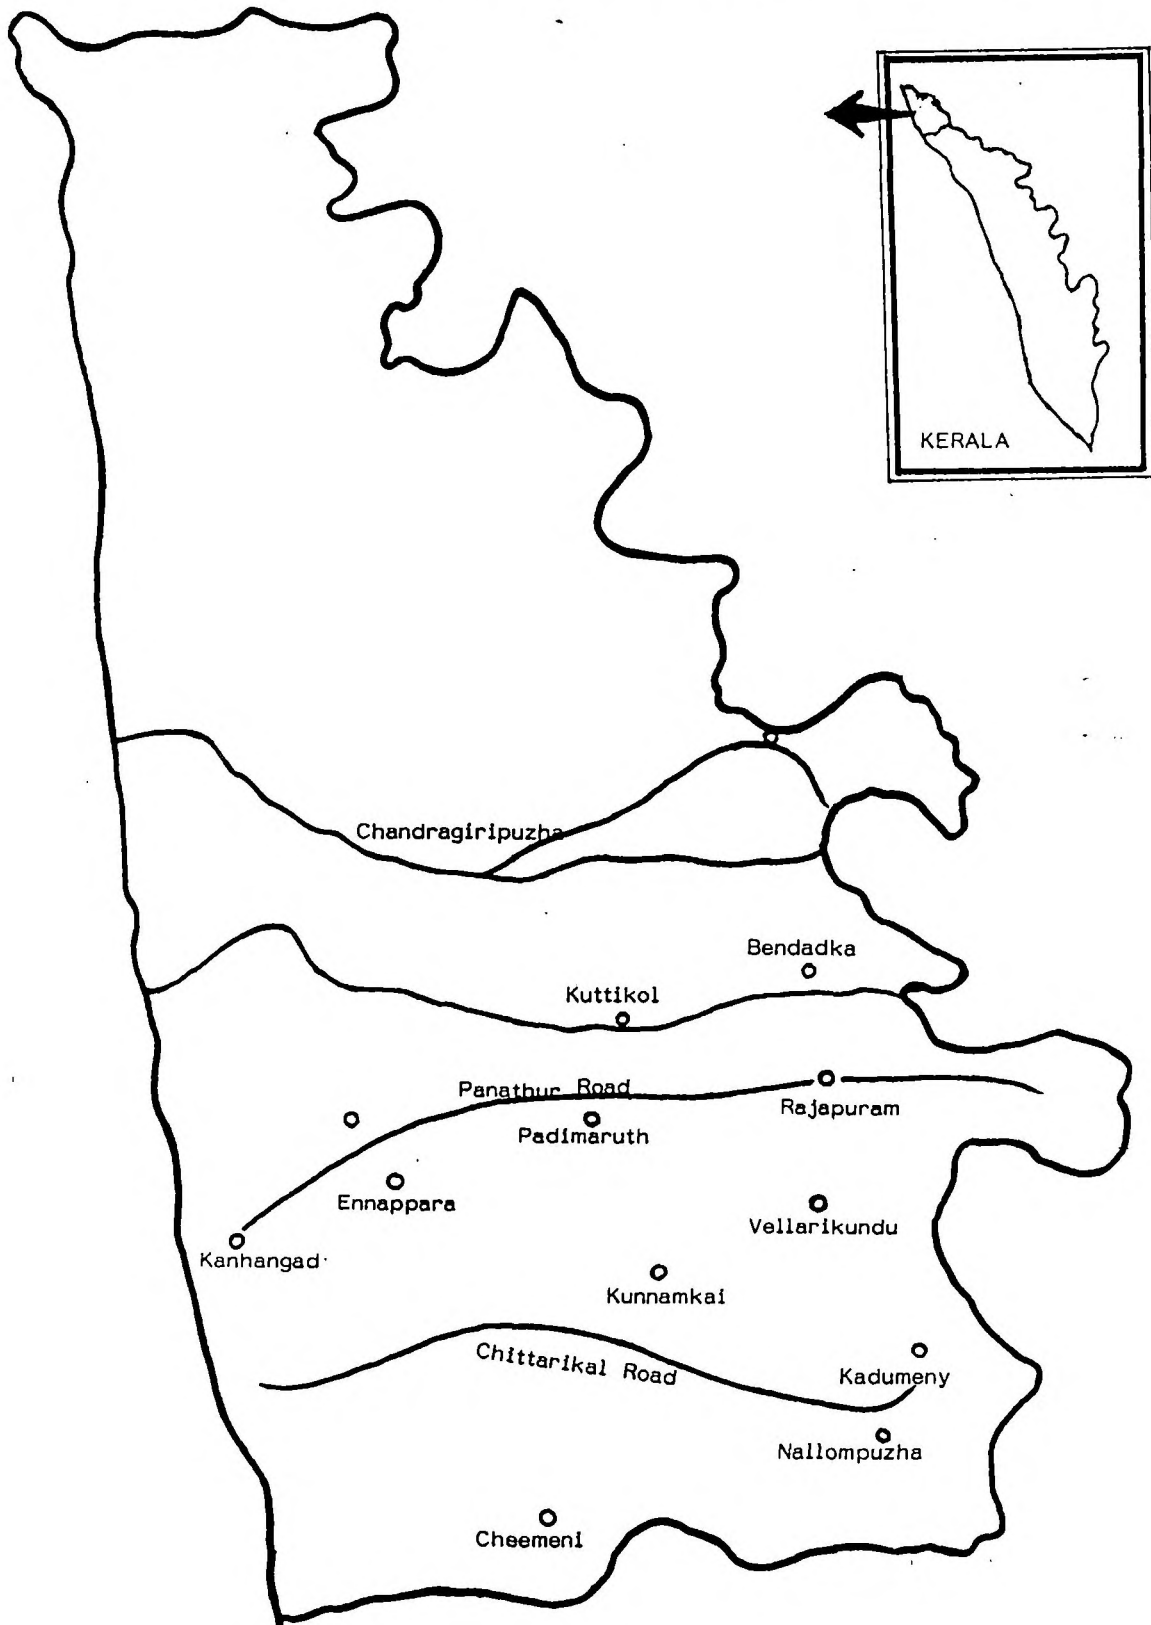 KERALA
Chandragiripuzha
Bendadka
Kuttikol
Panathur Road
Rajapuram
Padimaruth
Ennappara
Vellarikundu
Kanhangad
Kunnamkai
Chittarikal Road
Kadumeny
Nallompuzha
Cheemeni